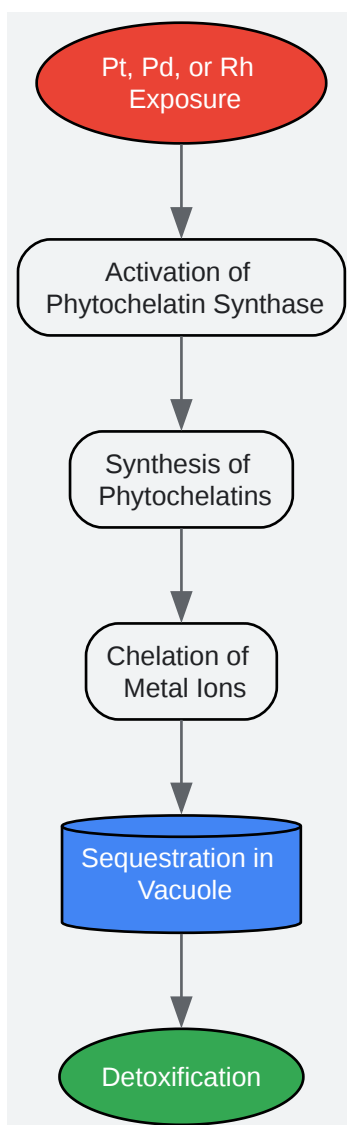 Pt, Pd, or Rh
Exposure
Activation of
Phytochelatin Synthase
Synthesis of
Phytochelatins
Chelation of
Metal Ions
Sequestration in
Vacuole
Detoxification